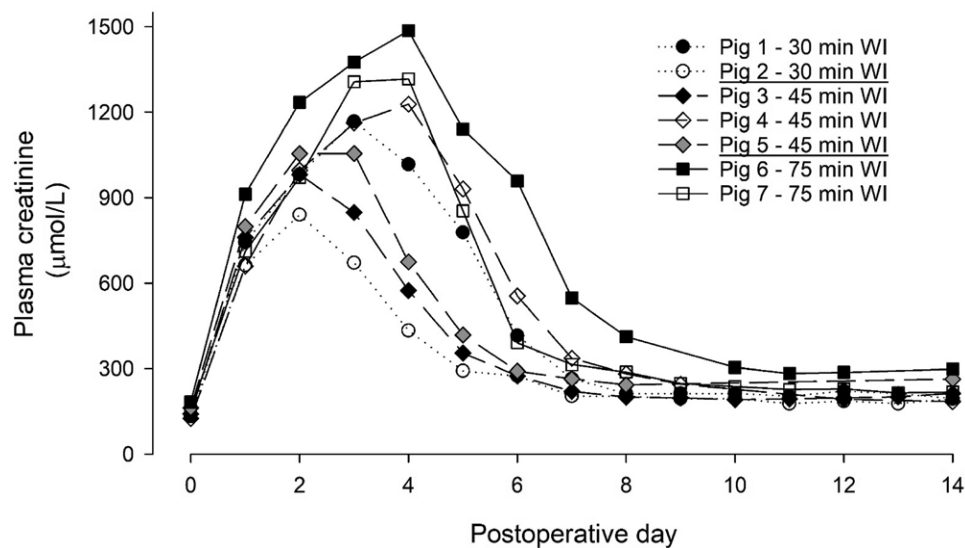 1500
1200
900
600
300
0
Plasma creatinine
(μmol/L)
Pig 1 - 30 min WI
Pig 2 - 30 min WI
Pig 3 - 45 min WI
Pig 4 - 45 min WI
Pig 5 - 45 min WI
Pig 6 - 75 min WI
Pig 7 - 75 min WI
0 2 4 6 8 10 12 14
Postoperative day